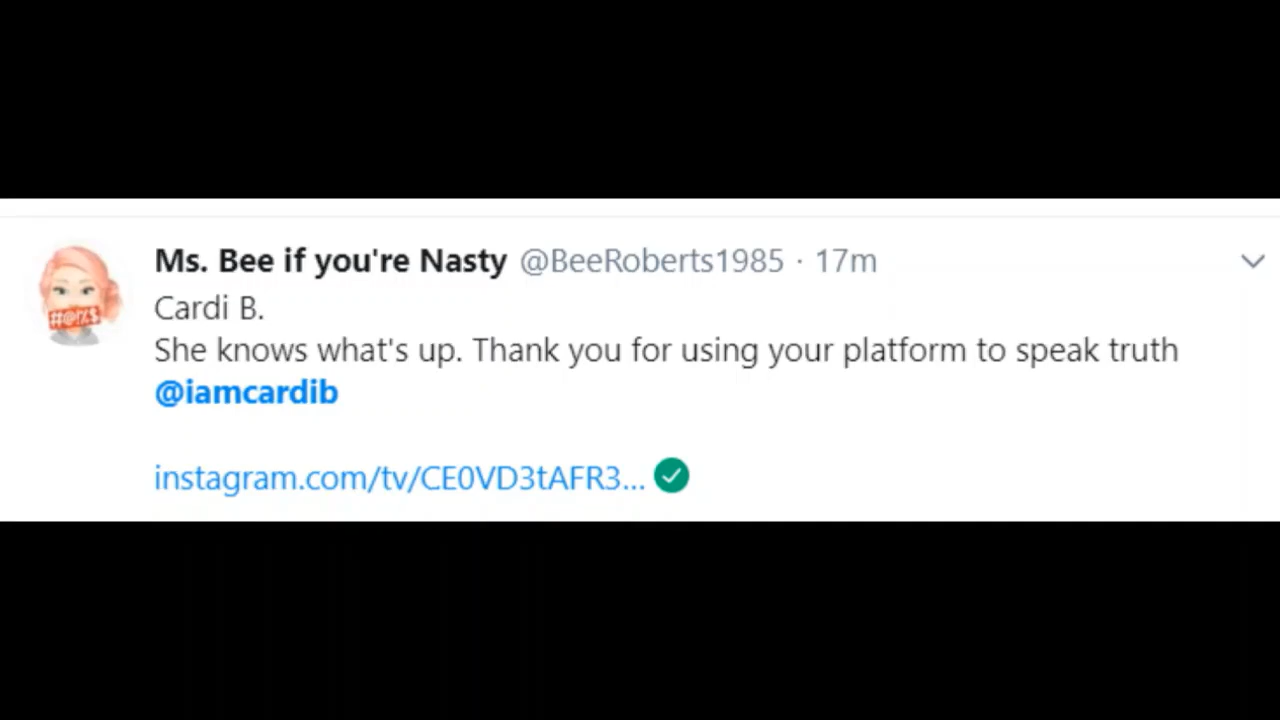 Ms. Bee if you're Nasty @BeeRoberts1985 · 17m
Cardi B.
She knows what's up. Thank you for using your platform to speak truth
@iamcardib
instagram.com/tv/CE0VD3tAFR3...
#@!%$